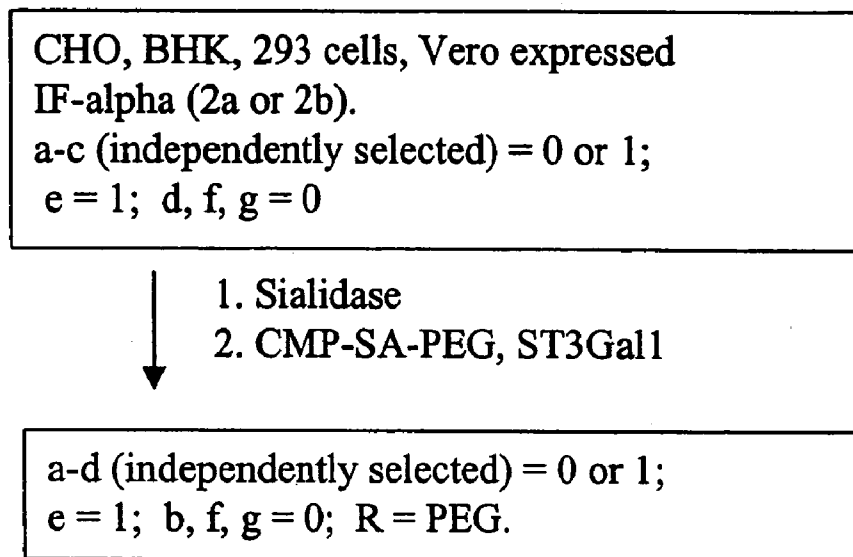 CHO, BHK, 293 cells, Vero expressed
IF-alpha (2a or 2b).
a-c (independently selected) = 0 or 1;
e = 1; d, f, g = 0
1. Sialidase
2. CMP-SA-PEG, ST3Gal1
a-d (independently selected) = 0 or 1;
e = 1; b, f, g = 0; R = PEG.